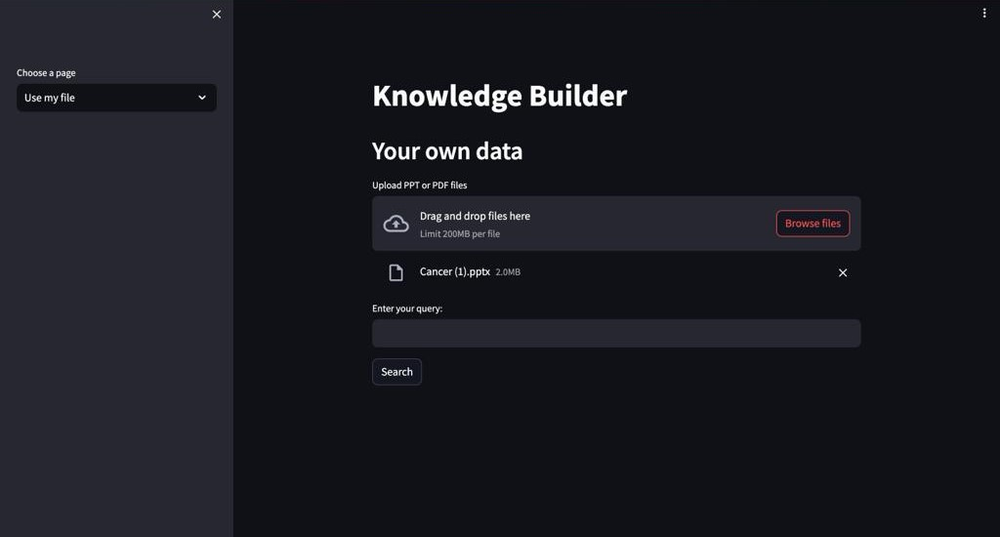 Choose a page
Use my file
Knowledge Builder
Your own data
Upload PPT or PDF files
Drag and drop files here
Limit 200MB per file
Browse files
Cancer (1).pptx 2.0MB
Enter your query:
Search